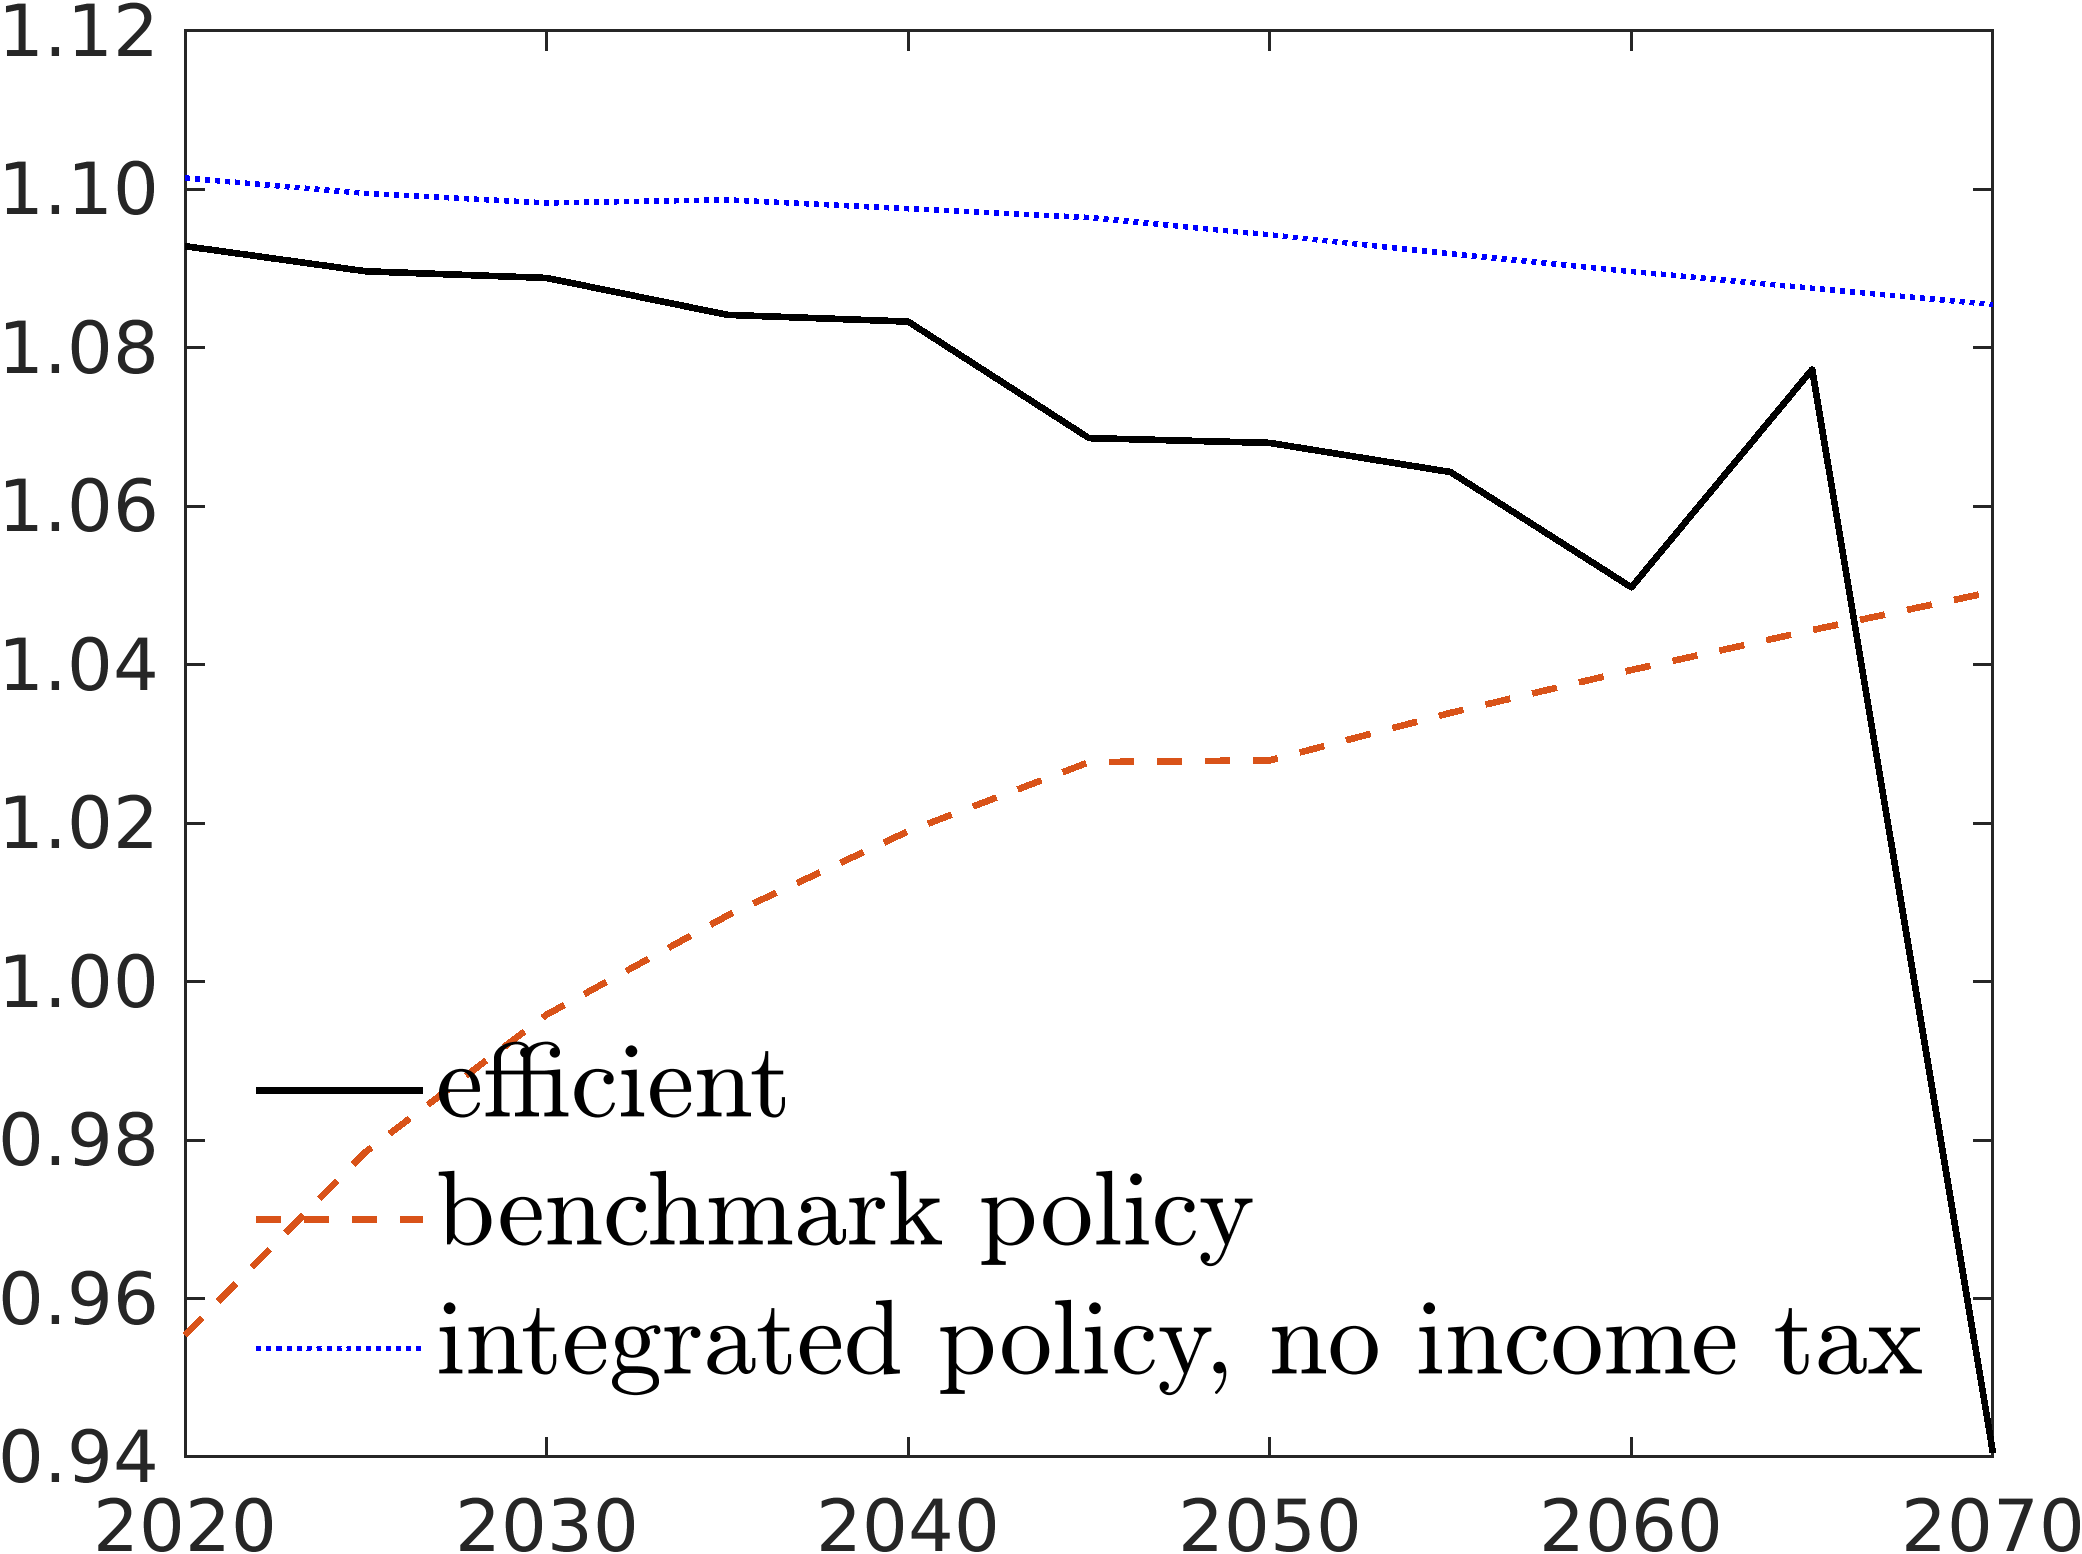 1.12
1.10
1.08
1.06
1.04
1.02
1.00
0.98
0.96
0.94
efficient
benchmark policy
integrated policy, no income tax
2020 2030 2040 2050 2060 2070